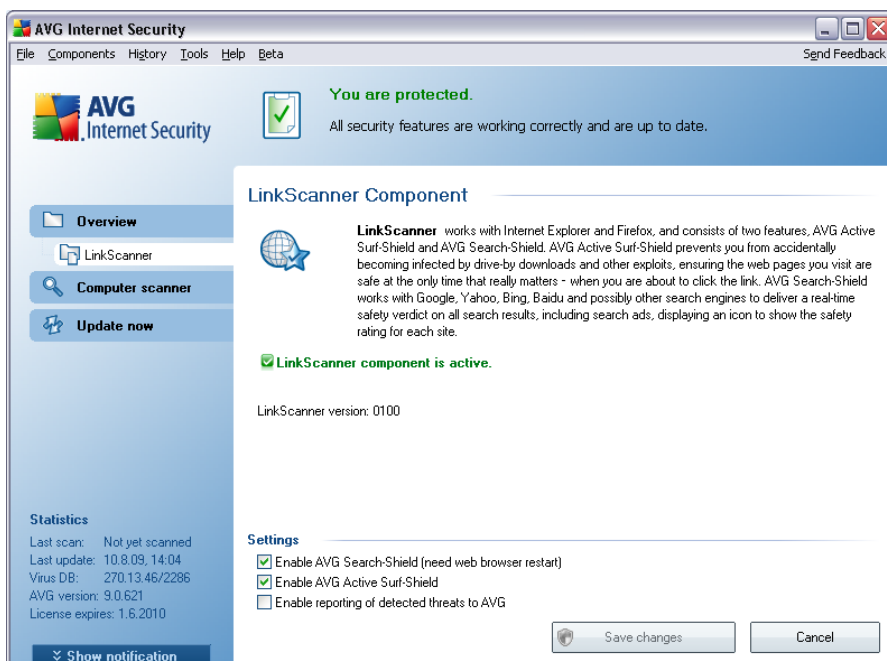 AVG Internet Security
File Components History Tools Help Beta Send Feedback
AVG
Internet Security
You are protected.
All security features are working correctly and are up to date.
Overview
LinkScanner
Computer scanner
Update now
LinkScanner Component
LinkScanner works with Internet Explorer and Firefox, and consists of two features, AVG Active
Surf-Shield and AVG Search-Shield. AVG Active Surf-Shield prevents you from accidentally
becoming infected by drive-by downloads and other exploits, ensuring the web pages you visit are
safe at the only time that really matters - when you are about to click the link. AVG Search-Shield
works with Google, Yahoo, Bing, Baidu and possibly other search engines to deliver a real-time
safety verdict on all search results, including search ads, displaying an icon to show the safety
rating for each site.
LinkScanner component is active.
LinkScanner version: 0100
Statistics
Last scan: Not yet scanned
Last update: 10.8.09, 14:04
Virus DB: 270.13.46/2286
AVG version: 9.0.621
License expires: 1.6.2010
Show notification
Settings
Enable AVG Search-Shield (need web browser restart)
Enable AVG Active Surf-Shield
Enable reporting of detected threats to AVG
Save changes Cancel